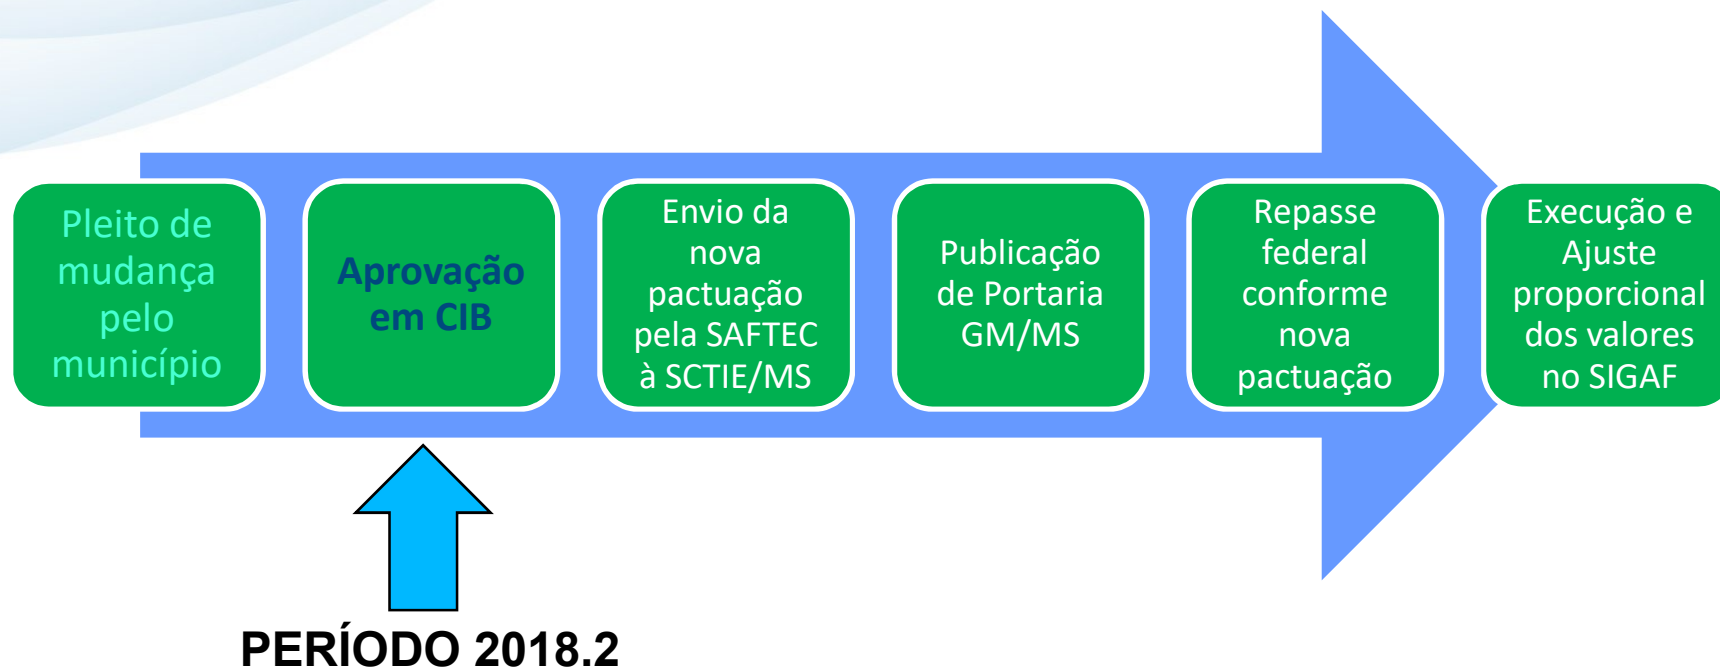 Pleito de
mudança
pelo
município
Aprovação
em CIB
Envio da
nova
pactuação
pela SAFTEC
à SCTIE/MS
Publicação
de Portaria
GM/MS
Repasse
federal
conforme
nova
pactuação
Execução e
Ajuste
proporcional
dos valores
no SIGAF
PERÍODO 2018.2